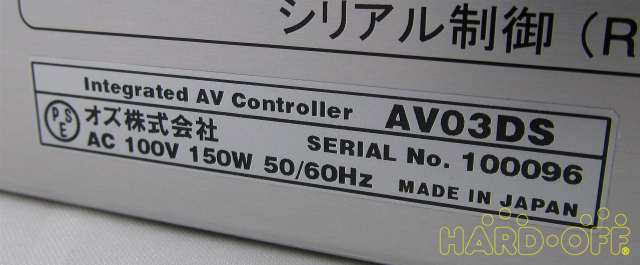 シリアル制御 (R
Integrated AV Controller AV03DS
PSE オズ株式会社 SERIAL No. 100096
AC 100V 150W 50/60Hz MADE IN JAPAN
HARD・OFF